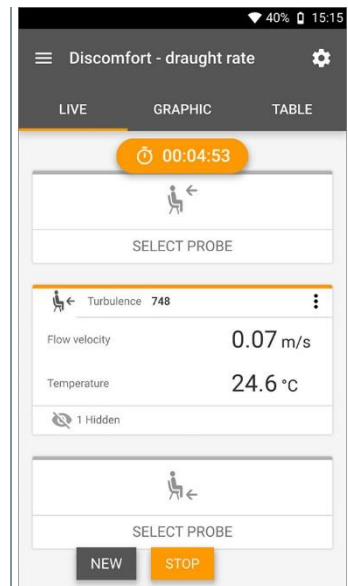 40% 15:15
Discomfort - draught rate
LIVE GRAPHIC TABLE
00:04:53
SELECT PROBE
Turbulence 748
Flow velocity 0.07 m/s
Temperature 24.6 °C
1 Hidden
SELECT PROBE
NEW STOP